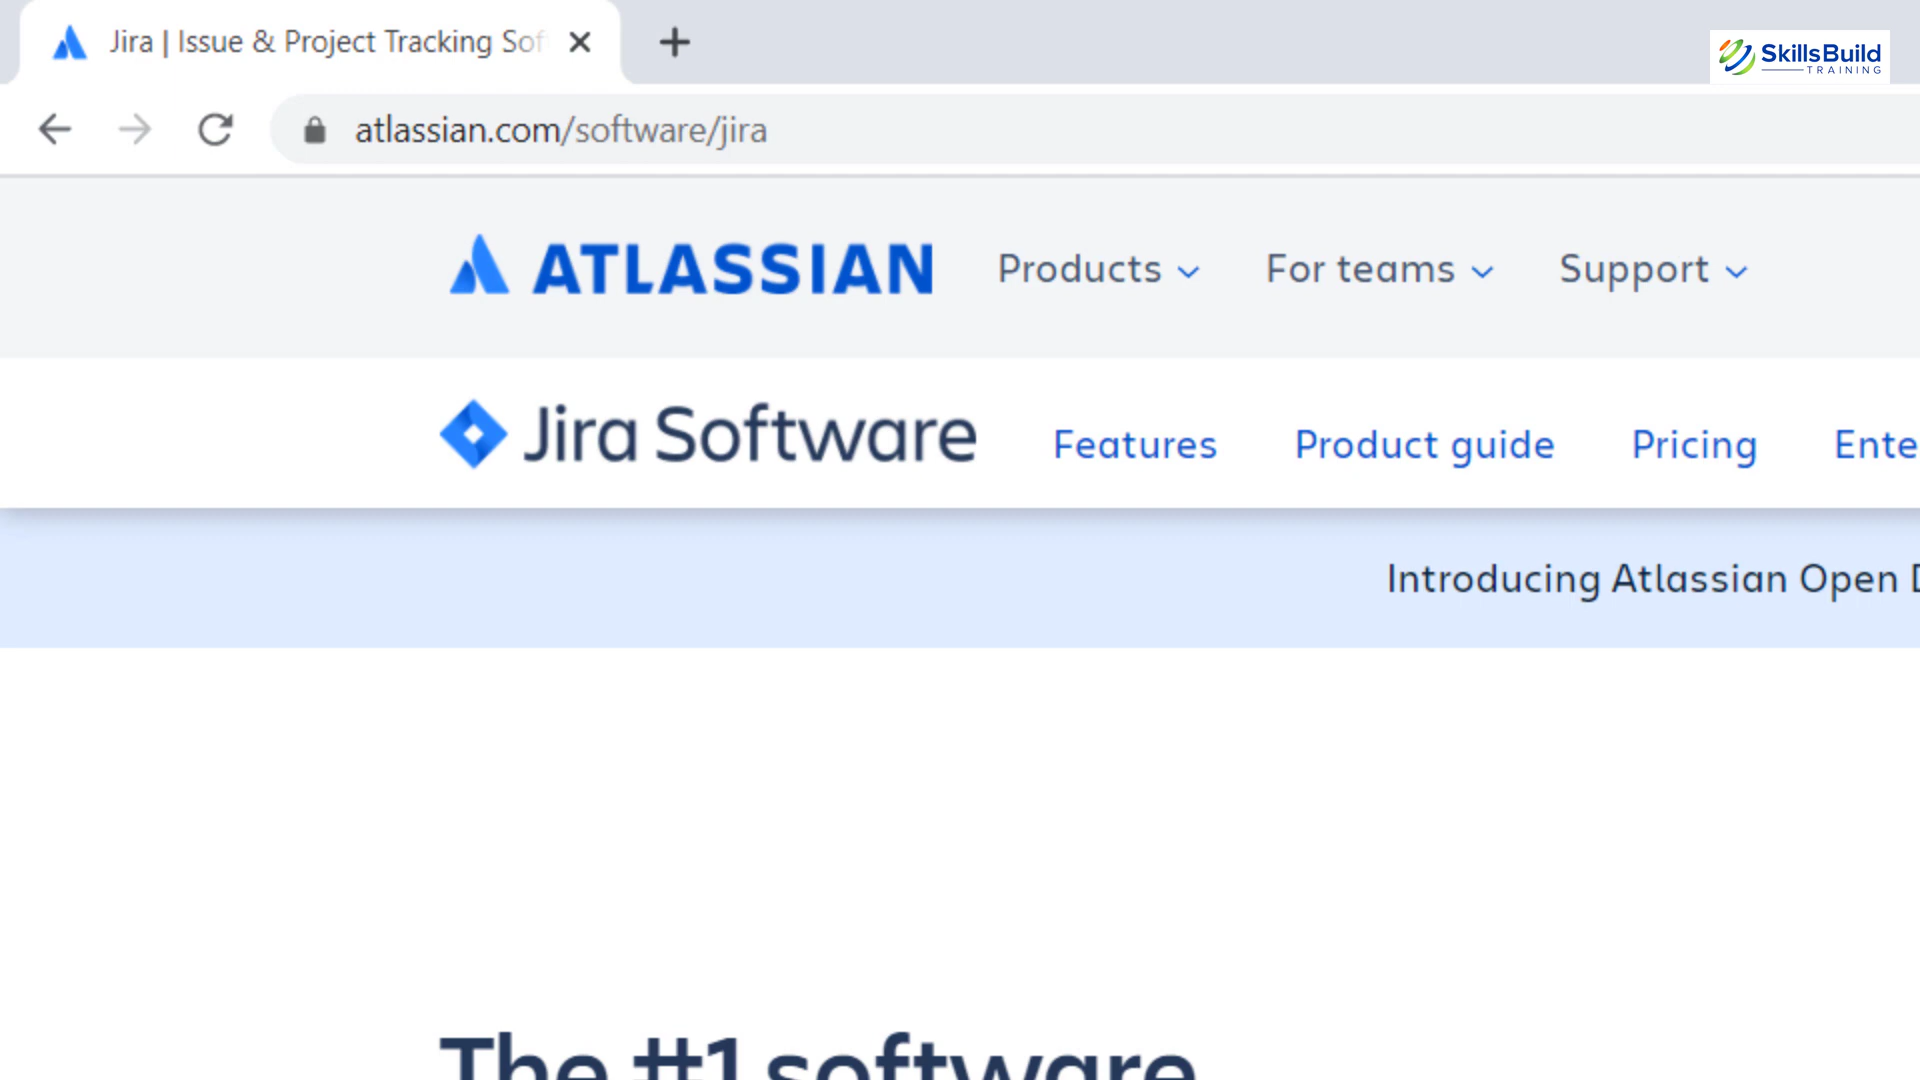 Jira | Issue & Project Tracking Sof
SkillsBuild
TRAINING
atlassian.com/software/jira
ATLASSIAN Products For teams Support
Jira Software Features Product guide Pricing Ente
Introducing Atlassian Open D
The #1 software